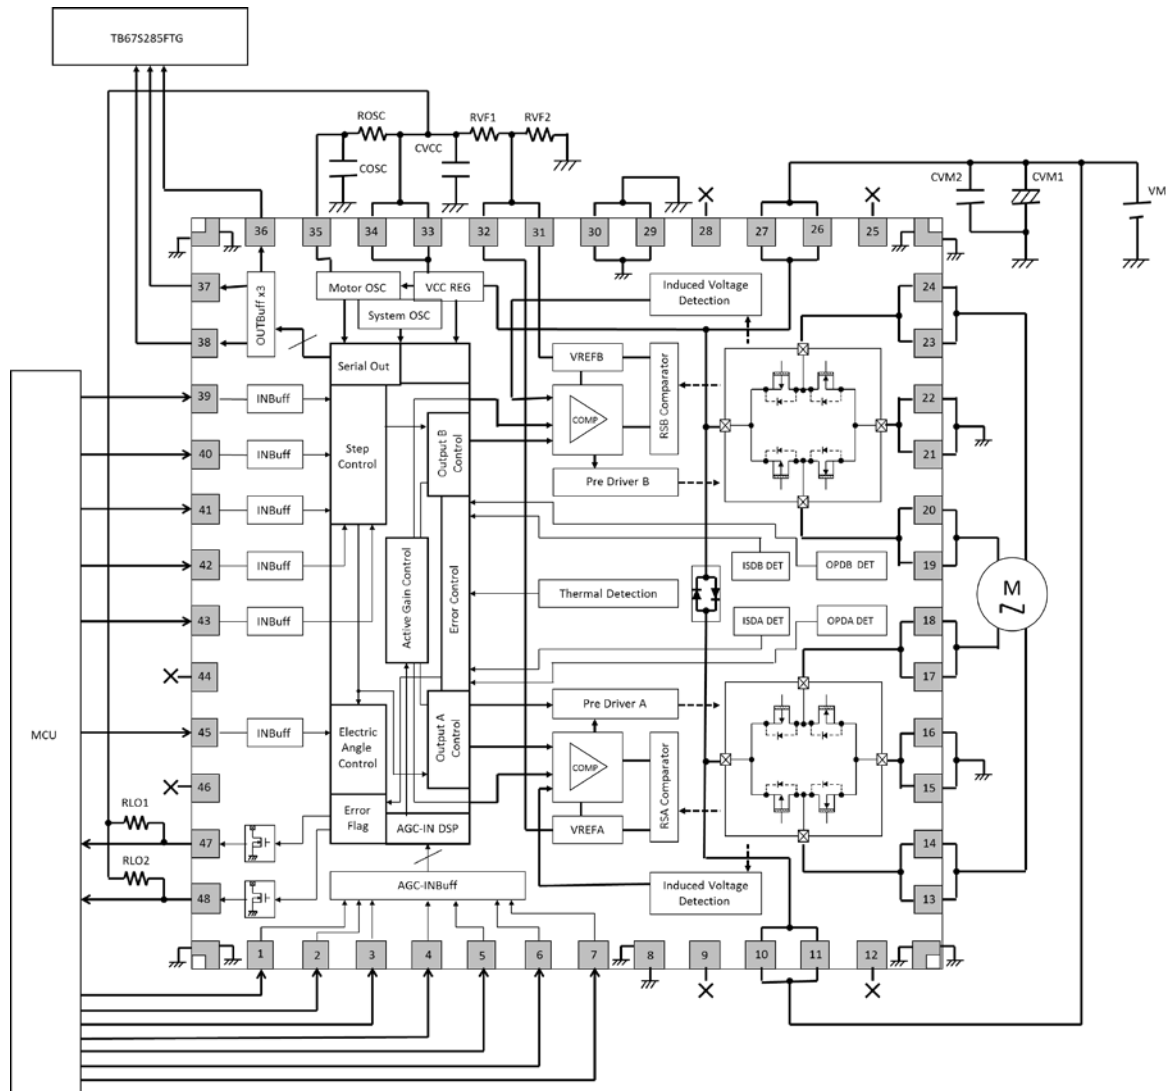 TB67S285FTG
ROSC
RVF1
RVF2
CVCC
COSC
CVM2
CVM1
VM
36
35
34
33
32
31
30
29
28
27
26
25
37
OUTBuff x3
Motor OSC
VCC REG
System OSC
Induced Voltage
Detection
24
38
Serial Out
VREFB
RSB Comparator
23
39
INBuff
COMP
22
40
INBuff
Step
Control
Output B
Control
Pre Driver B
21
41
INBuff
20
42
INBuff
Active Gain Control
Error Control
Thermal Detection
ISDB DET
OPDB DET
19
M
43
INBuff
ISDA DET
OPDA DET
18
44
17
MCU
45
INBuff
Electric
Angle
Control
Output A
Control
Pre Driver A
COMP
RSA Comparator
16
46
15
RLO1
47
Error
Flag
AGC-IN DSP
VREFA
14
RLO2
48
AGC-INBuff
Induced Voltage
Detection
13
1
2
3
4
5
6
7
8
9
10
11
12